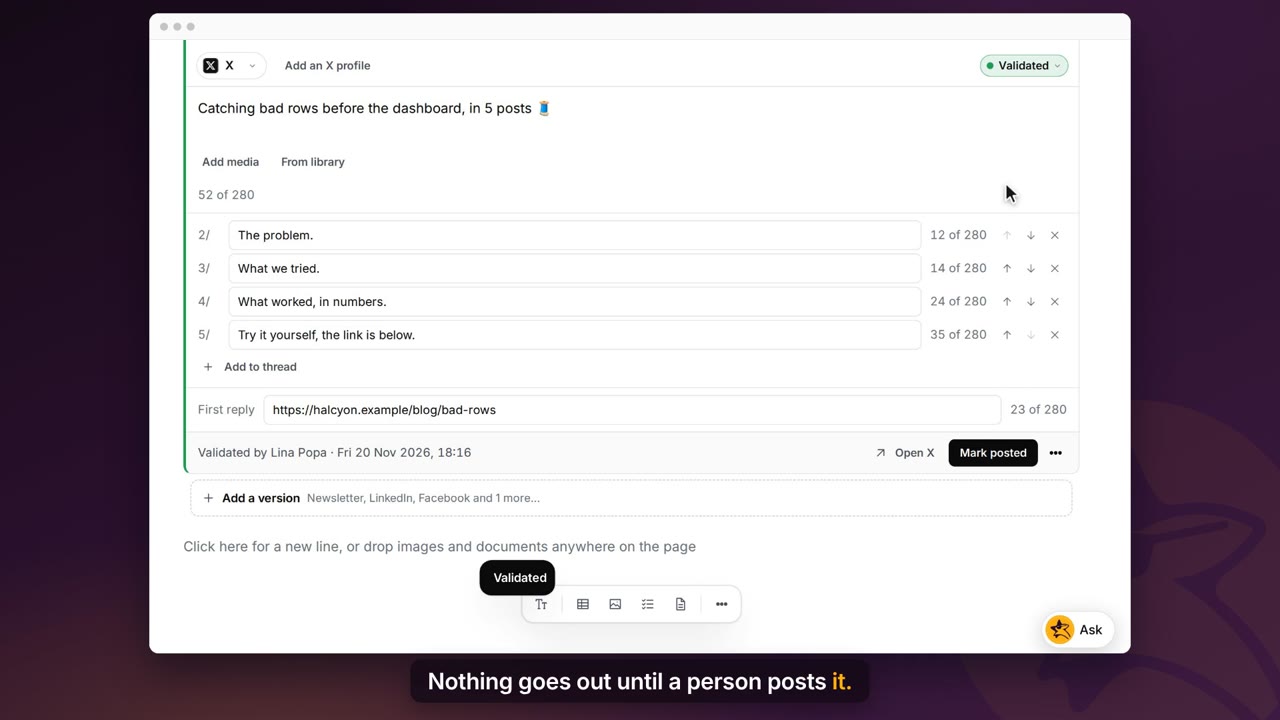 X Add an X profile Validated
Catching bad rows before the dashboard, in 5 posts 🧵
Add media From library
52 of 280
2/ The problem. 12 of 280
3/ What we tried. 14 of 280
4/ What worked, in numbers. 24 of 280
5/ Try it yourself, the link is below. 35 of 280
+ Add to thread
First reply https://halcyon.example/blog/bad-rows 23 of 280
Validated by Lina Popa · Fri 20 Nov 2026, 18:16 Open X Mark posted
+ Add a version Newsletter, LinkedIn, Facebook and 1 more...
Click here for a new line, or drop images and documents anywhere on the page
Validated
Tт
Ask
Nothing goes out until a person posts it.